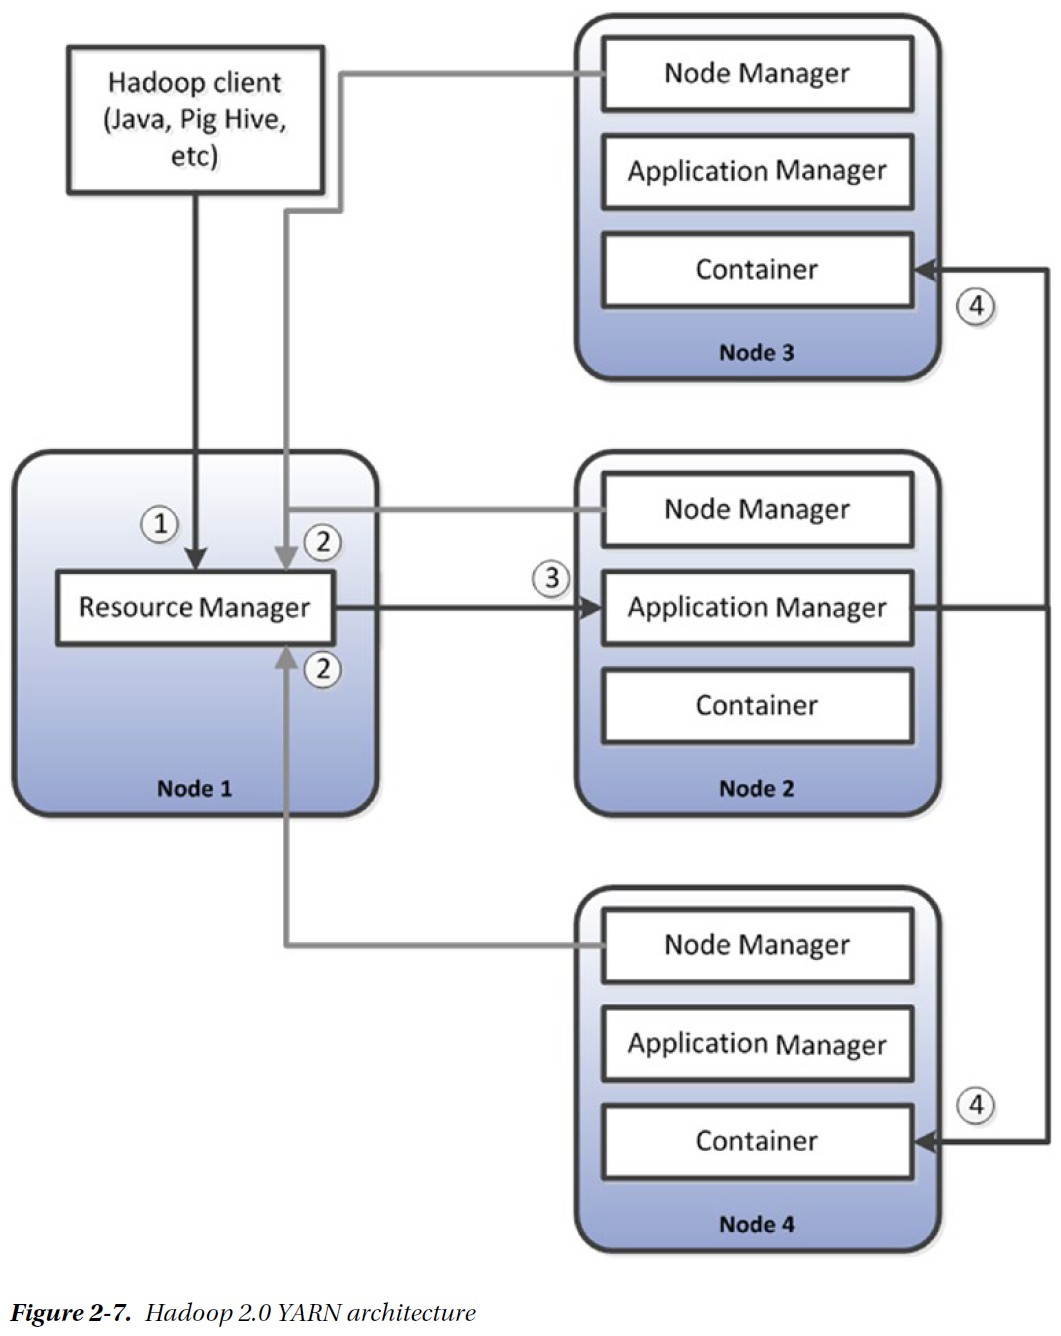 Hadoop client
(Java, Pig Hive,
etc)
Node Manager
Application Manager
Container
4
Node 3
1
2
Resource Manager
2
Node 1
Node Manager
3
Application Manager
Container
Node 2
Node Manager
Application Manager
4
Container
Node 4
Figure 2-7. Hadoop 2.0 YARN architecture